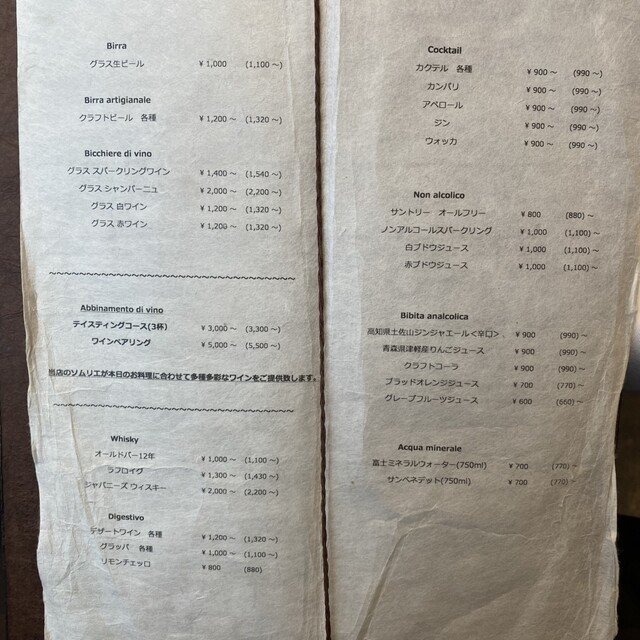 Birra
グラス生ビール ¥1,000 (1,100～)
Birra artigianale
クラフトビール 各種 ¥1,200～ (1,320～)
Bicchiere di vino
グラス スパークリングワイン ¥1,400～ (1,540～)
グラス シャンパーニュ ¥2,000～ (2,200～)
グラス 白ワイン ¥1,200～ (1,320～)
グラス 赤ワイン ¥1,200～ (1,320～)
Abbinamento di vino
テイスティングコース(3杯) ¥3,000～ (3,300～)
ワインペアリング ¥5,000～ (5,500～)
当店のソムリエが本日のお料理に合わせて多種多彩なワインをご提供致します。
Whisky
オールドパー12年 ¥1,000～ (1,100～)
ラフロイグ ¥1,300～ (1,430～)
ジャパニーズ ウィスキー ¥2,000～ (2,200～)
Digestivo
デザートワイン 各種 ¥1,200～ (1,320～)
グラッパ 各種 ¥1,000～ (1,100～)
リモンチェッロ ¥800 (880)
Cocktail
カクテル 各種 ¥900～ (990～)
カンパリ ¥900～ (990～)
アペロール ¥900～ (990～)
ジン ¥900～ (990～)
ウォッカ ¥900～ (990～)
Non alcolico
サントリー オールフリー ¥800 (880)～
ノンアルコールスパークリング ¥1,000 (1,100)～
白ブドウジュース ¥1,000 (1,100)～
赤ブドウジュース ¥1,000 (1,100)～
Bibita analcolica
高知県土佐山ジンジャエール<辛口> ¥900 (990)～
青森県津軽産りんごジュース ¥900 (990)～
クラフトコーラ ¥900 (990)～
ブラッドオレンジジュース ¥700 (770)～
グレープフルーツジュース ¥600 (660)～
Acqua minerale
富士ミネラルウォーター(750ml) ¥700 (770)～
サンベネデット(750ml) ¥700 (770)～